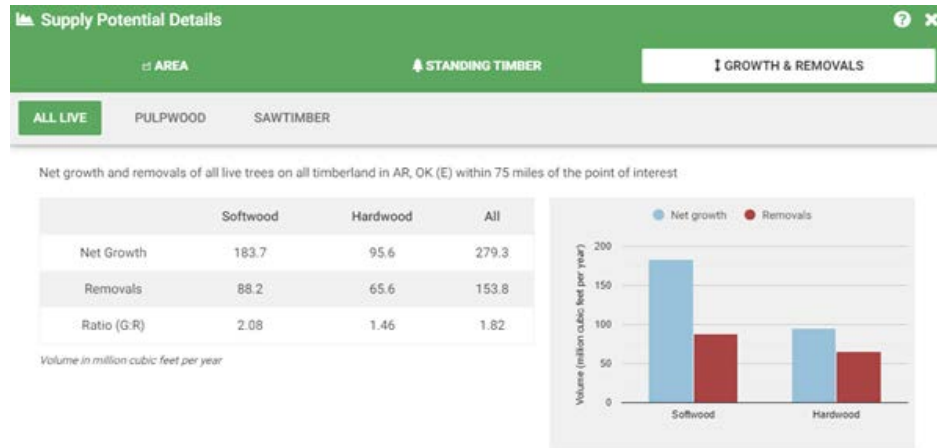 Supply Potential Details
AREA
STANDING TIMBER
GROWTH & REMOVALS
ALL LIVE PULPWOOD SAWTIMBER
Net growth and removals of all live trees on all timberland in AR, OK (E) within 75 miles of the point of interest
Softwood Hardwood All
Net Growth 183.7 95.6 279.3
Removals 88.2 65.6 153.8
Ratio (G:R) 2.08 1.46 1.82
Volume in million cubic feet per year
Net growth Removals
Volume (million cubic feet per year)
200
150
100
50
0
Softwood Hardwood